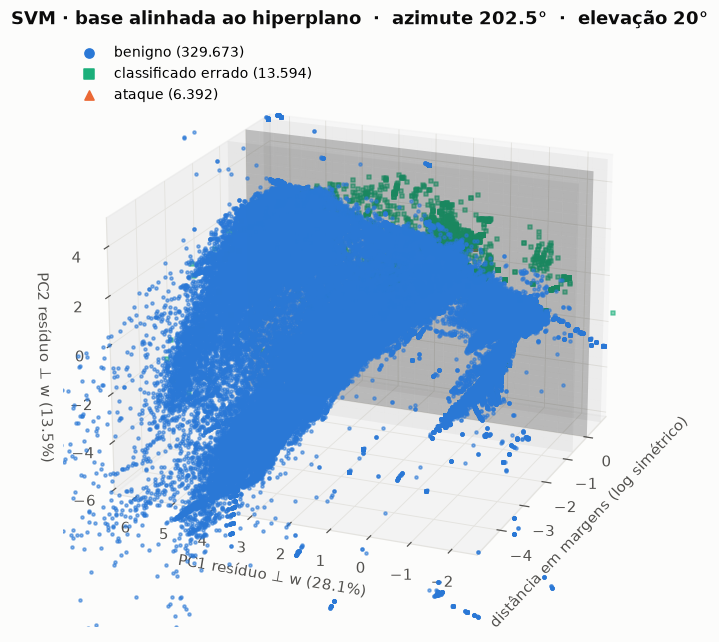 SVM · base alinhada ao hiperplano · azimute 202.5° · elevação 20°
benigno (329.673)
classificado errado (13.594)
ataque (6.392)
PC2 resíduo ⊥ w (13.5%)
4
2
0
−2
−4
−6
6
5
4
3
2
1
0
−1
−2
PC1 resíduo ⊥ w (28.1%)
0
−1
−2
−3
−4
distância em margens (log simétrico)